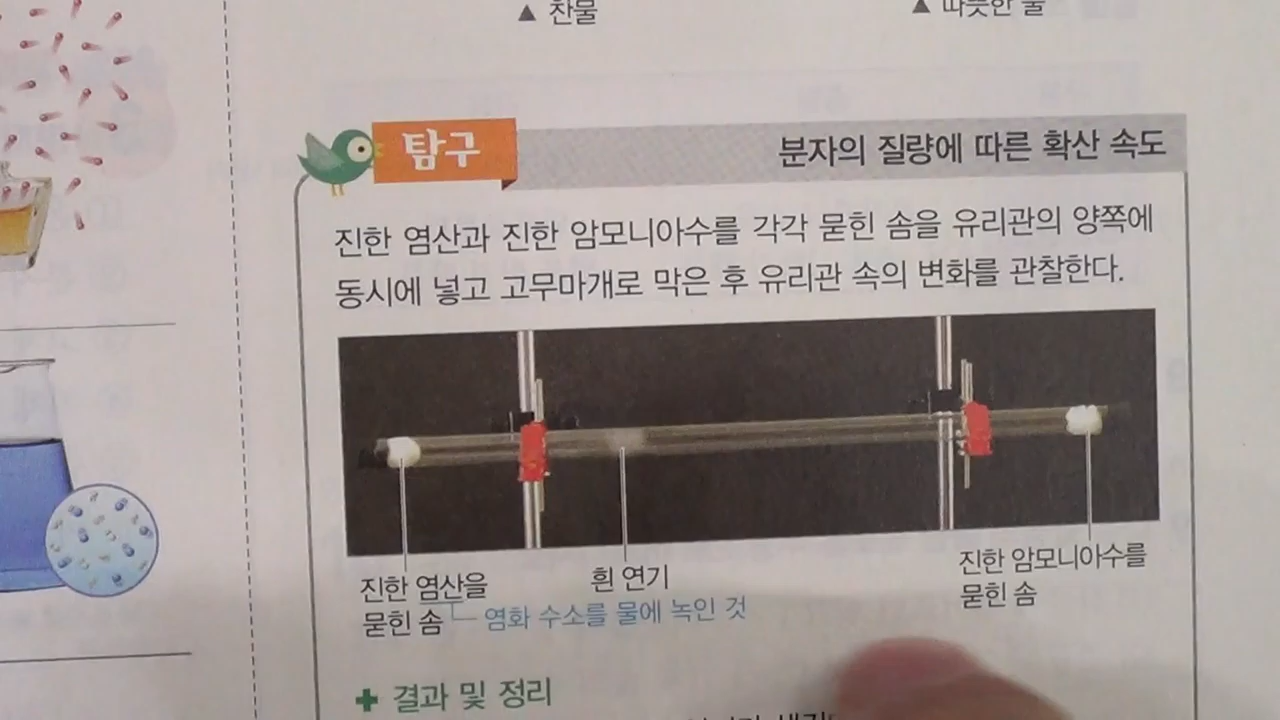 ▲ 찬물
▲ 따뜻한 물
탐구
분자의 질량에 따른 확산 속도
진한 염산과 진한 암모니아수를 각각 묻힌 솜을 유리관의 양쪽에
동시에 넣고 고무마개로 막은 후 유리관 속의 변화를 관찰한다.
진한 염산을
묻힌 솜
염화 수소를 물에 녹인 것
흰 연기
진한 암모니아수를
묻힌 솜
+ 결과 및 정리